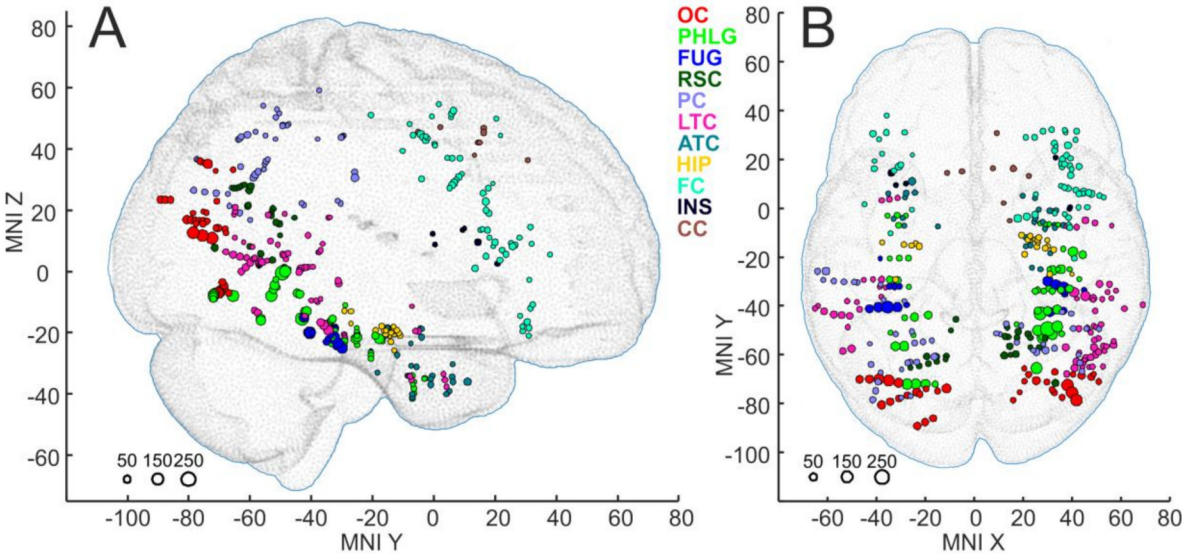 A
80
60
40
20
0
-20
-40
-60
MNI Z
50 150 250
-100 -80 -60 -40 -20 0 20 40 60 80
MNI Y
OC
PHLG
FUG
RSC
PC
LTC
ATC
HIP
FC
INS
CC
B
80
60
40
20
0
-20
-40
-60
-80
-100
MNI Y
50 150 250
-60 -40 -20 0 20 40 60 80
MNI X